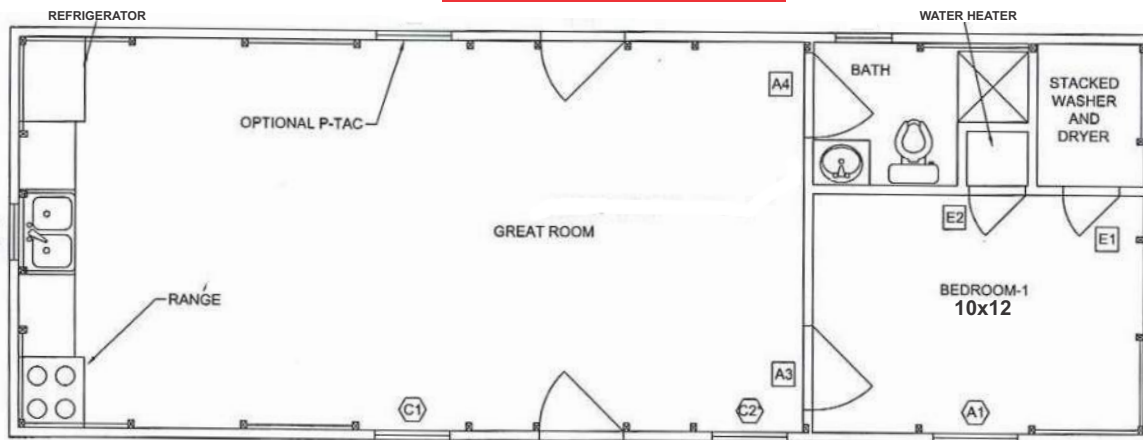 REFRIGERATOR
WATER HEATER
BATH
A4
STACKED
WASHER
AND
DRYER
OPTIONAL P-TAC
GREAT ROOM
E2
E1
RANGE
BEDROOM-1
10x12
A3
C1
C2
A1